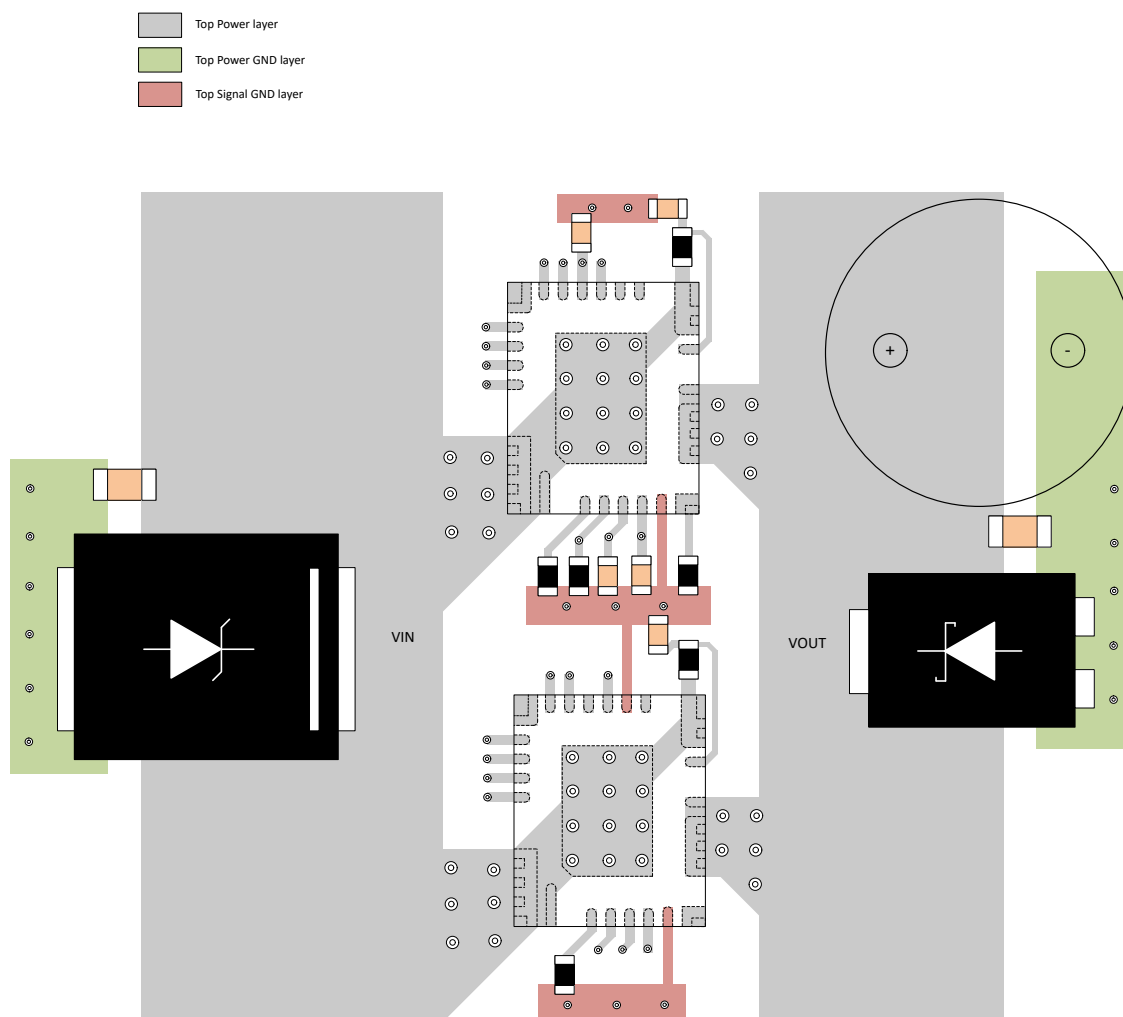 Top Power layer
Top Power GND layer
Top Signal GND layer
+
-
VIN
VOUT